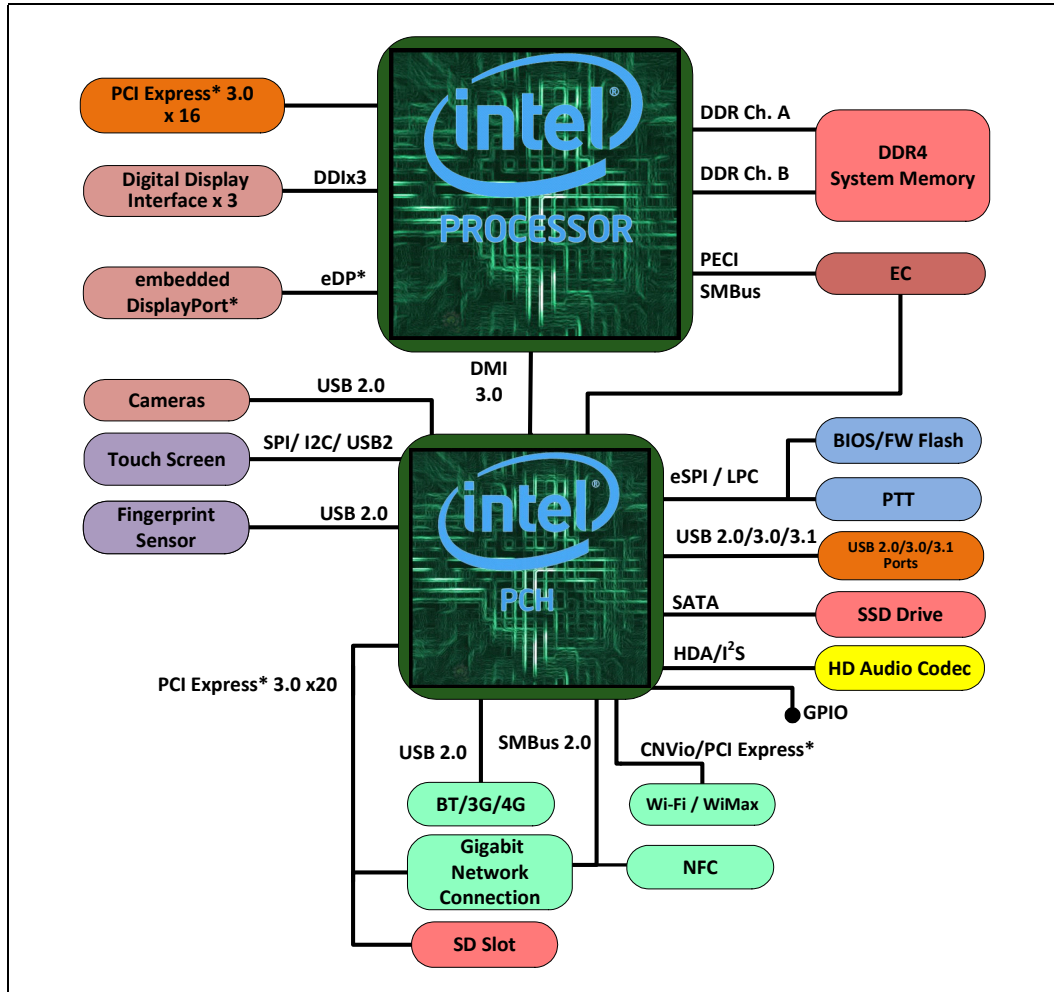 intel®
PROCESSOR
PCI Express* 3.0
x 16
DDR Ch. A
DDR4
System Memory
Digital Display
Interface x 3
DDIx3
DDR Ch. B
embedded
DisplayPort*
eDP*
PECI
SMBus
EC
DMI
3.0
Cameras
USB 2.0
Touch Screen
SPI/ I2C/ USB2
Fingerprint
Sensor
USB 2.0
intel®
PCH
eSPI / LPC
BIOS/FW Flash
PTT
USB 2.0/3.0/3.1
USB 2.0/3.0/3.1
Ports
SATA
SSD Drive
HDA/I²S
HD Audio Codec
GPIO
PCI Express* 3.0 x20
USB 2.0
SMBus 2.0
CNVio/PCI Express*
BT/3G/4G
Wi-Fi / WiMax
Gigabit
Network
Connection
NFC
SD Slot